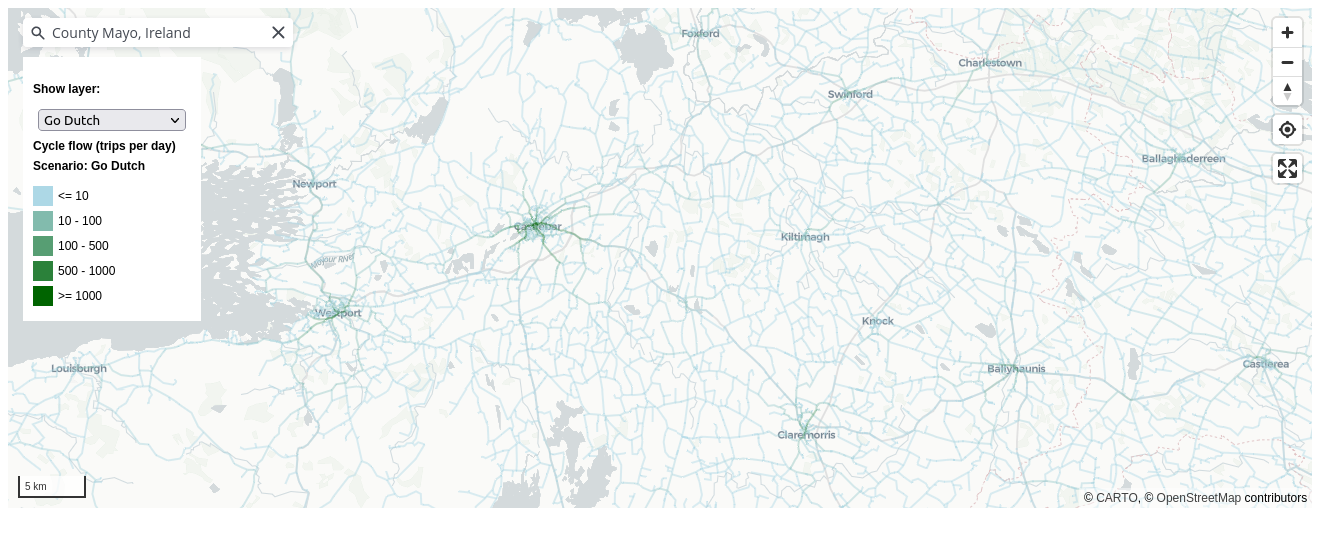 County Mayo, Ireland
Show layer:
Go Dutch
Cycle flow (trips per day)
Scenario: Go Dutch
<= 10
10 - 100
100 - 500
500 - 1000
>= 1000
Foxford
Charlestown
Swinford
Ballaghaderreen
Newport
Castlebar
Kiltimagh
Westport
Knock
Louisburgh
Ballyhaunis
Castlerea
Claremorris
5 km
© CARTO, © OpenStreetMap contributors